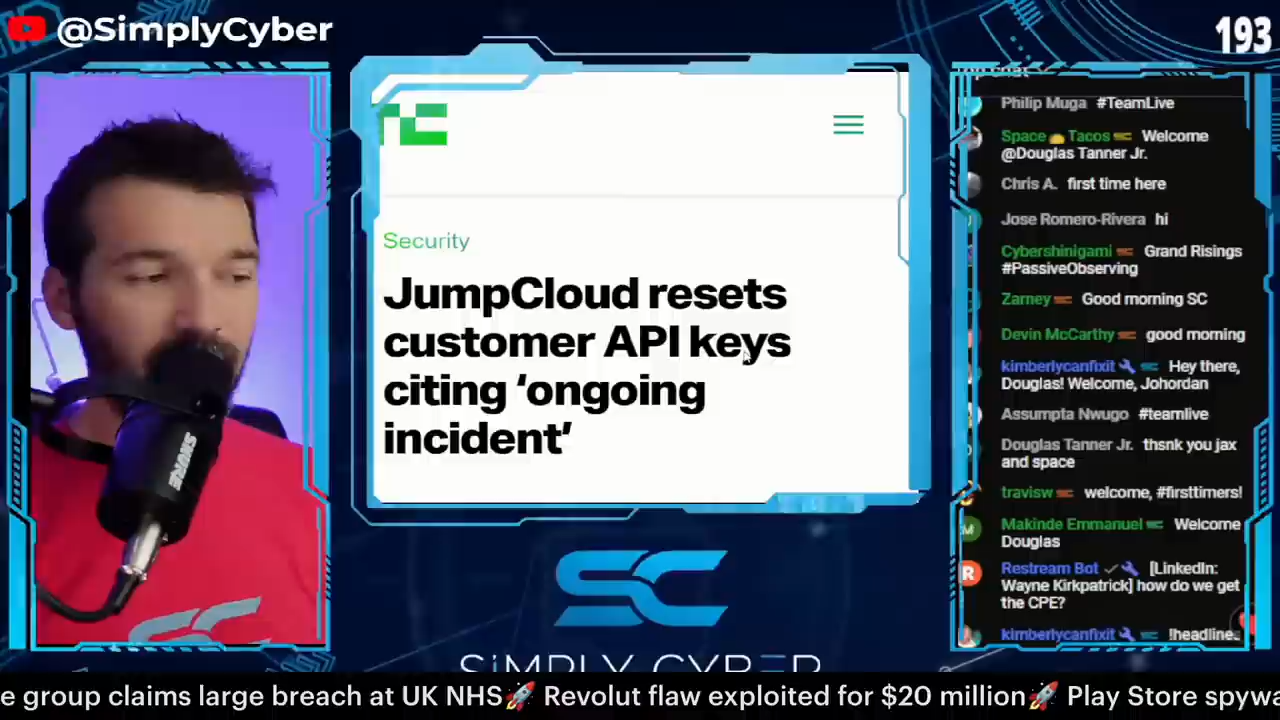 @SimplyCyber
193
Security
JumpCloud resets
customer API keys
citing ‘ongoing
incident’
SHURE
SC
SIMPLY CYBER
Philip Muga #TeamLive
Space Tacos Welcome
@Douglas Tanner Jr.
Chris A. first time here
Jose Romero-Rivera hi
Cybershinigami Grand Risings
#PassiveObserving
Zarney Good morning SC
Devin McCarthy good morning
kimberlycanfixit Hey there,
Douglas! Welcome, Johordan
Assumpta Nwugo #teamlive
Douglas Tanner Jr. thsnk you jax
and space
travisw welcome, #firsttimers!
Makinde Emmanuel Welcome
Douglas
Restream Bot [LinkedIn:
Wayne Kirkpatrick] how do we get
the CPE?
kimberlycanfixit !headline
e group claims large breach at UK NHS🚀 Revolut flaw exploited for $20 million🚀 Play Store spywa